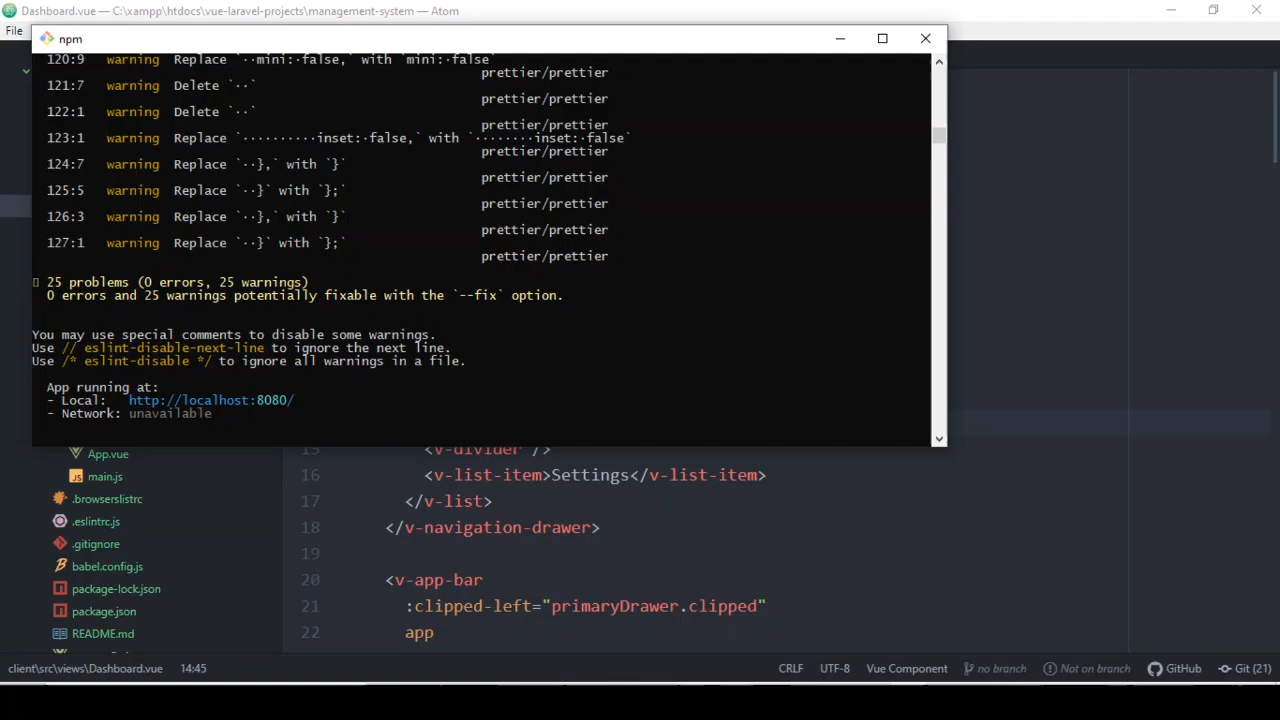 Dashboard.vue — C:\xampp\htdocs\vue-laravel-projects\management-system — Atom
File
npm
120:9 warning Replace `··mini:·false,` with `mini:·false`
prettier/prettier
121:7 warning Delete `··`
prettier/prettier
122:1 warning Delete `··`
prettier/prettier
123:1 warning Replace `··········inset:·false,` with `········inset:·false`
prettier/prettier
124:7 warning Replace `··},` with `}`
prettier/prettier
125:5 warning Replace `··}` with `};`
prettier/prettier
126:3 warning Replace `··},` with `}`
prettier/prettier
127:1 warning Replace `··}` with `};`
prettier/prettier
25 problems (0 errors, 25 warnings)
0 errors and 25 warnings potentially fixable with the `--fix` option.
You may use special comments to disable some warnings.
Use // eslint-disable-next-line to ignore the next line.
Use /* eslint-disable */ to ignore all warnings in a file.
App running at:
- Local: http://localhost:8080/
- Network: unavailable
App.vue
main.js
.browserslistrc
.eslintrc.js
.gitignore
babel.config.js
package-lock.json
package.json
README.md
15 <v-divider />
16 <v-list-item>Settings</v-list-item>
17 </v-list>
18 </v-navigation-drawer>
19
20 <v-app-bar
21 :clipped-left="primaryDrawer.clipped"
22 app
client\src\views\Dashboard.vue 14:45 CRLF UTF-8 Vue Component no branch Not on branch GitHub Git (21)